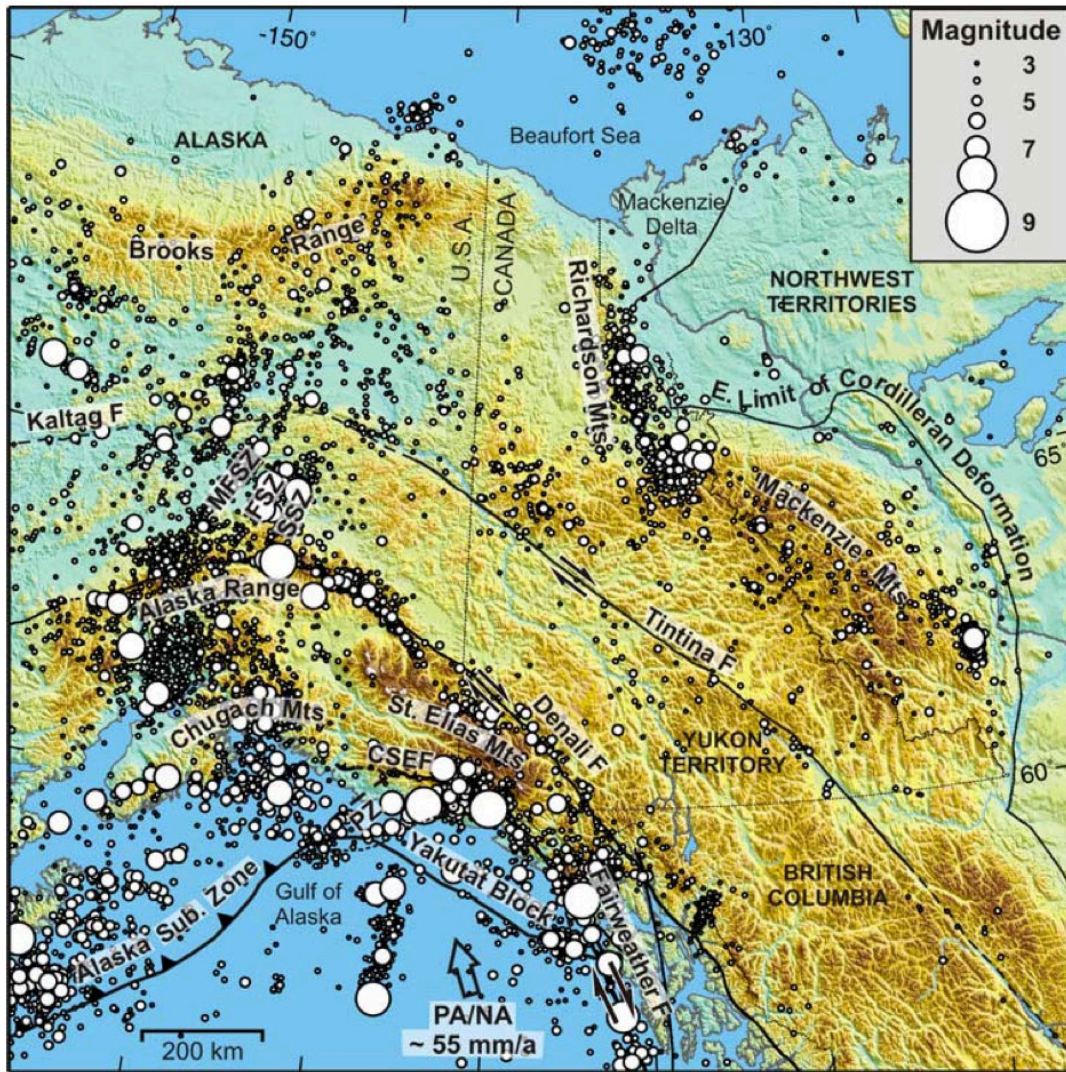 -150°
-130°
Magnitude
3
5
7
9
ALASKA
Beaufort Sea
Mackenzie
Delta
U.S.A.
CANADA
Brooks
Range
NORTHWEST
TERRITORIES
Richardson Mts.
E. Limit of Cordilleran Deformation
Kaltag F
65°
MFSZ
FSZ
SSZ
Mackenzie
Mts.
Alaska Range
Tintina F
Denali F
St. Elias Mts
Chugach Mts
CSEF
YUKON
TERRITORY
60°
PZ
Yakutat Block
Fairweather F
BRITISH
COLUMBIA
Gulf of
Alaska
Alaska Sub. Zone
PA/NA
~ 55 mm/a
200 km